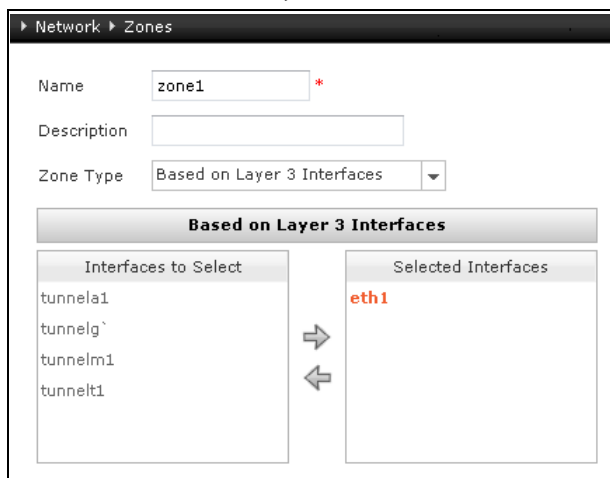 Network Zones
Name zone1 *
Description
Zone Type Based on Layer 3 Interfaces
Based on Layer 3 Interfaces
Interfaces to Select Selected Interfaces
tunnela1 eth1
tunnelg`
tunnelm1
tunnelt1